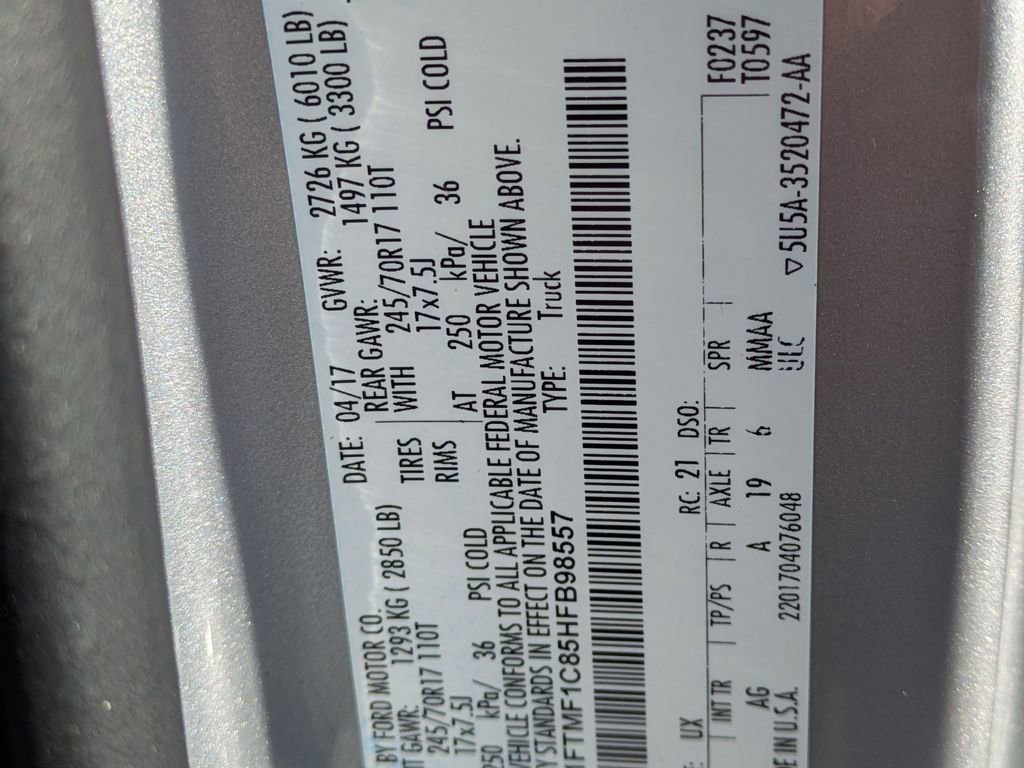 BY FORD MOTOR CO. DATE: 04/17 GVWR: 2726 KG ( 6010 LB)
T GAWR: 1293 KG ( 2850 LB) REAR GAWR: 1497 KG ( 3300 LB)
245/70R17 110T TIRES WITH 245/70R17 110T
17x7.5J RIMS 17x7.5J
250 kPa/ 36 PSI COLD AT 250 kPa/ 36 PSI COLD
VEHICLE CONFORMS TO ALL APPLICABLE FEDERAL MOTOR VEHICLE
Y STANDARDS IN EFFECT ON THE DATE OF MANUFACTURE SHOWN ABOVE.
1FTMF1C85HFB98557 TYPE: Truck
UX RC: 21 DSO:
INT TR TP/PS R AXLE TR SPR F0237
AG A 19 6 MMAA T0597
DE IN U.S.A. 2201704076048 ULC ▽5U5A-3520472-AA